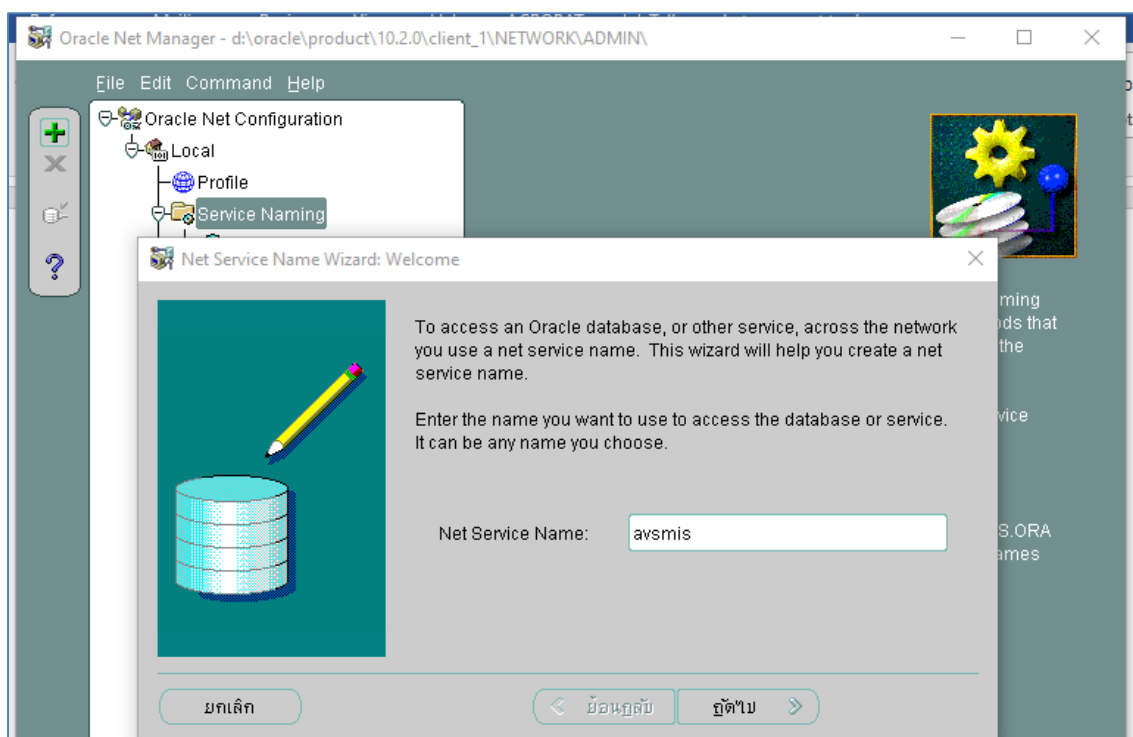 Oracle Net Manager - d:\oracle\product\10.2.0\client_1\NETWORK\ADMIN\
File Edit Command Help
Oracle Net Configuration
Local
Profile
Service Naming
Net Service Name Wizard: Welcome
To access an Oracle database, or other service, across the network
you use a net service name. This wizard will help you create a net
service name.
Enter the name you want to use to access the database or service.
It can be any name you choose.
Net Service Name: avsmis
ming
ods that
the
vice
S.ORA
ames
ยกเลิก
ย้อนกลับ
ถัดไป